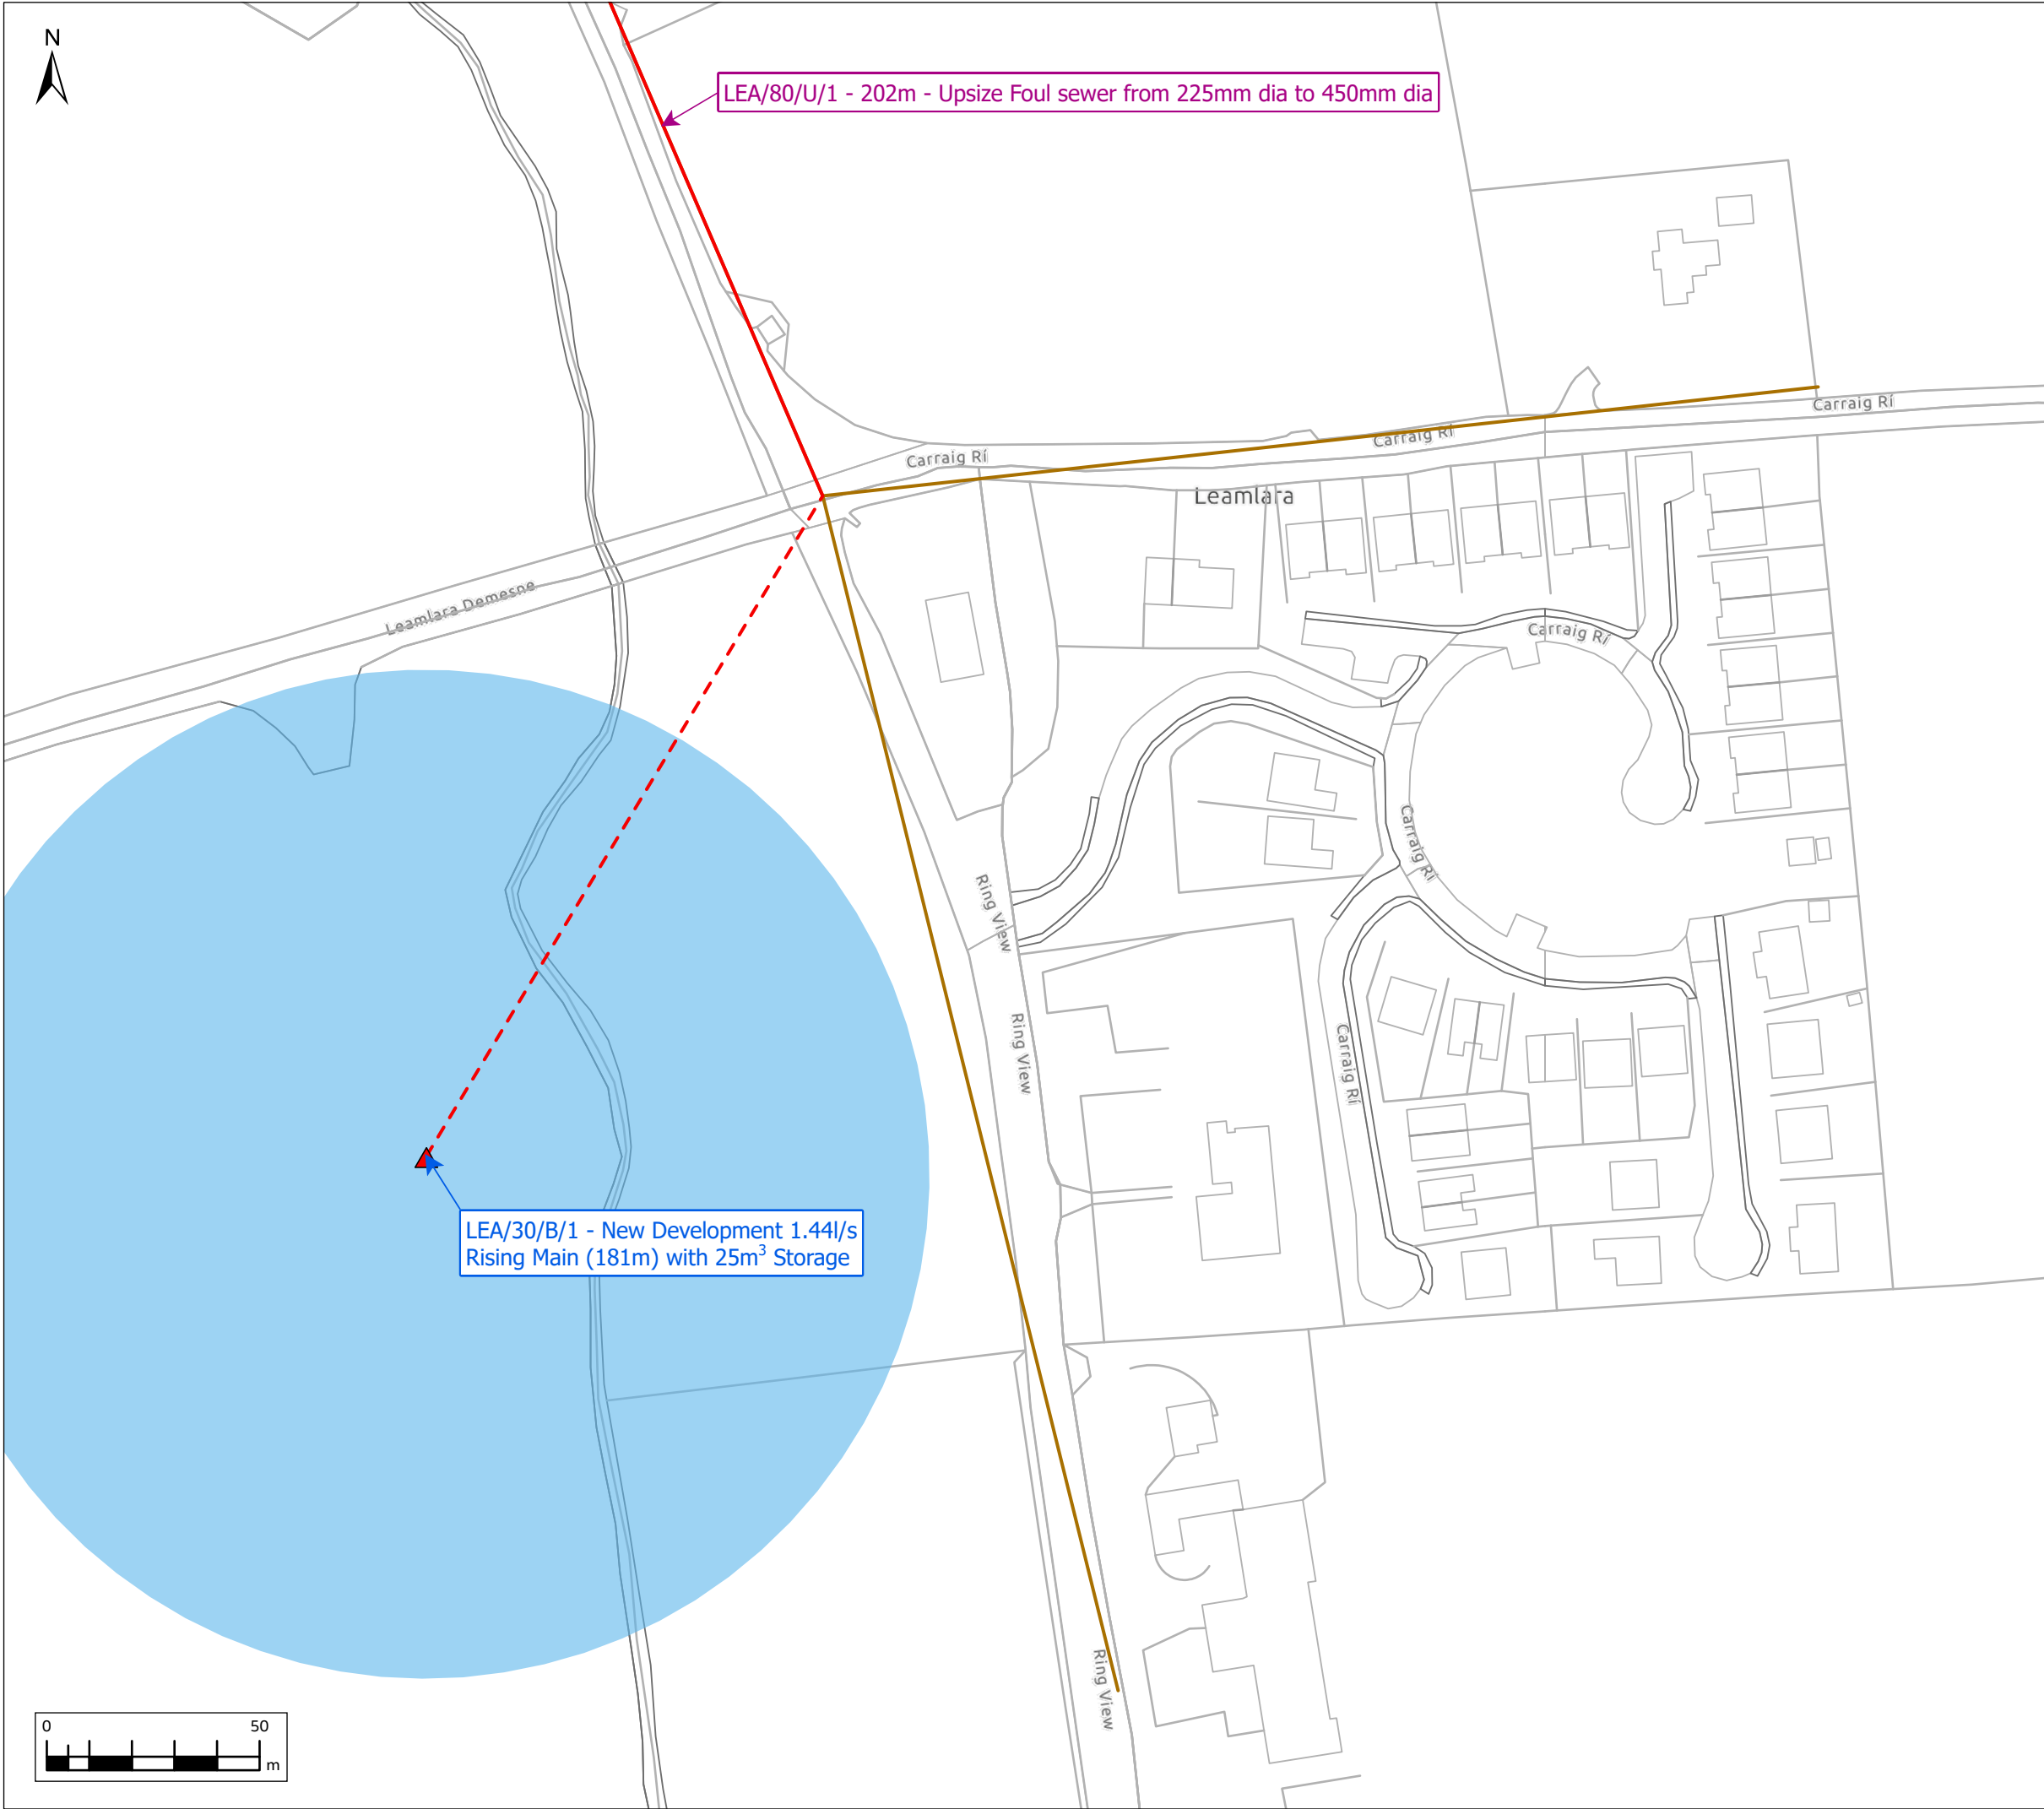 N
LEA/80/U/1 - 202m - Upsize Foul sewer from 225mm dia to 450mm dia
Carraig Rí
Carraig Rí
Carraig Rí
Leamlara
Leamlara Demesne
Carraig Rí
Carraig Rí
Ring View
Ring View
Carraig Rí
LEA/30/B/1 - New Development 1.44l/s
Rising Main (181m) with 25m³ Storage
Ring View
0 50
m